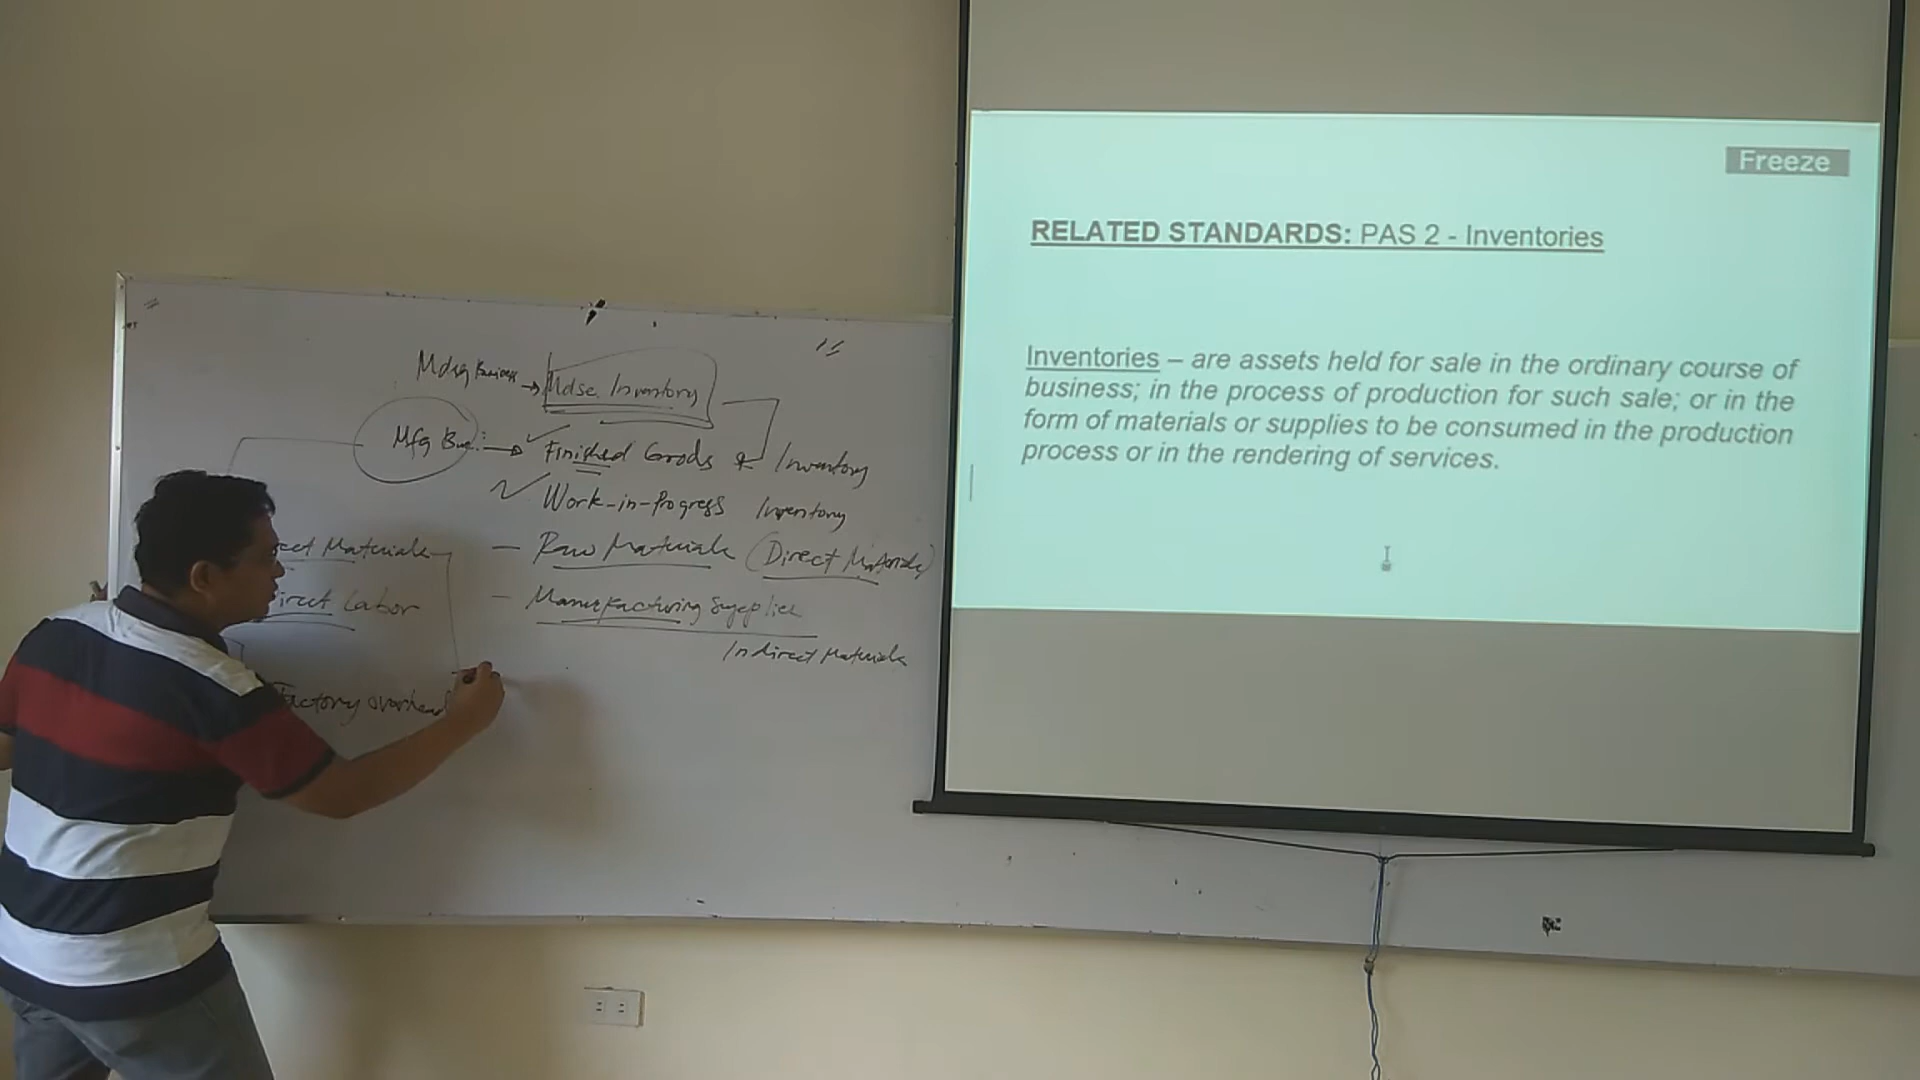 Mdsg Business → Mdse. Inventory
Mfg Bus.: → Finished Goods Inventory
Work-in-Progress Inventory
Raw Materials (Direct Materials)
Manufacturing Supplies
Indirect Materials
rect Materials
irect Labor
Factory overhead
Freeze
RELATED STANDARDS: PAS 2 - Inventories
Inventories – are assets held for sale in the ordinary course of
business; in the process of production for such sale; or in the
form of materials or supplies to be consumed in the production
process or in the rendering of services.